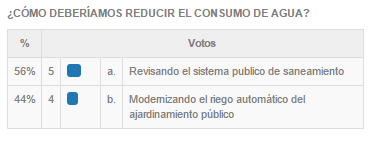 ¿CÓMO DEBERÍAMOS REDUCIR EL CONSUMO DE AGUA?
% Votos
56% 5 a. Revisando el sistema publico de saneamiento
44% 4 b. Modernizando el riego automático del
ajardinamiento público